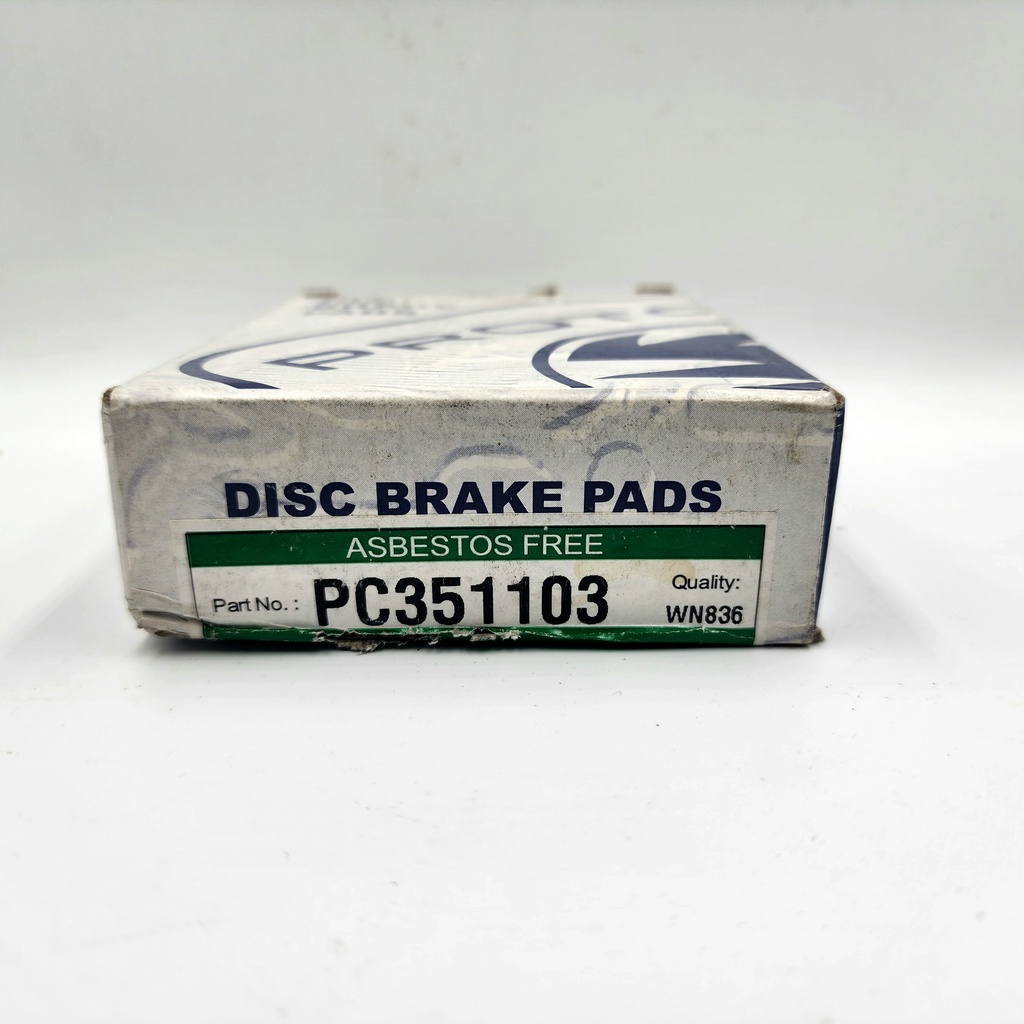 DISC BRAKE PADS
ASBESTOS FREE
Part No. : PC351103
Quality:
WN836